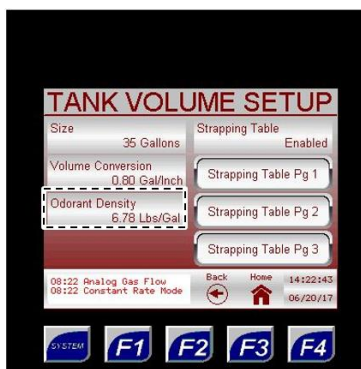 TANK VOLUME SETUP
Size
35 Gallons
Volume Conversion
0.80 Gal/Inch
Odorant Density
6.78 Lbs/Gal
Strapping Table
Enabled
Strapping Table Pg 1
Strapping Table Pg 2
Strapping Table Pg 3
08:22 Analog Gas Flow
08:22 Constant Rate Mode
Back
Home
14:22:43
06/20/17
SYSTEM
F1
F2
F3
F4